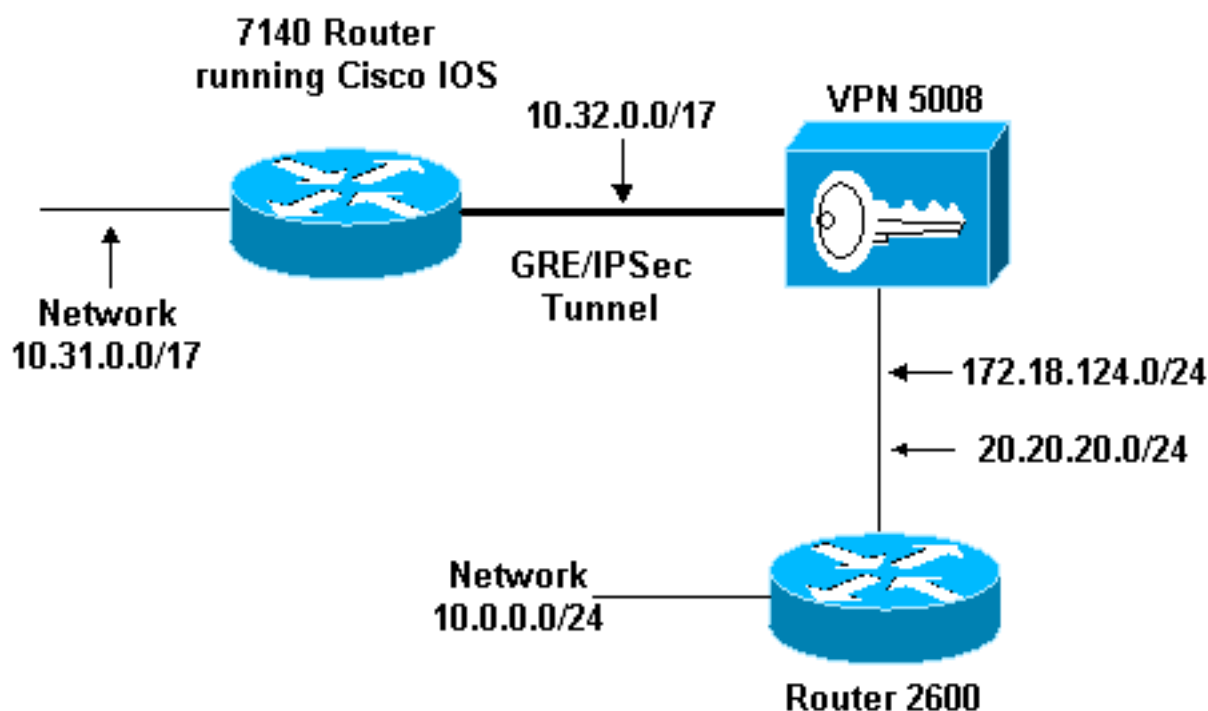 7140 Router
running Cisco IOS
10.32.0.0/17
VPN 5008
GRE/IPSec
Tunnel
Network
10.31.0.0/17
172.18.124.0/24
20.20.20.0/24
Network
10.0.0.0/24
Router 2600